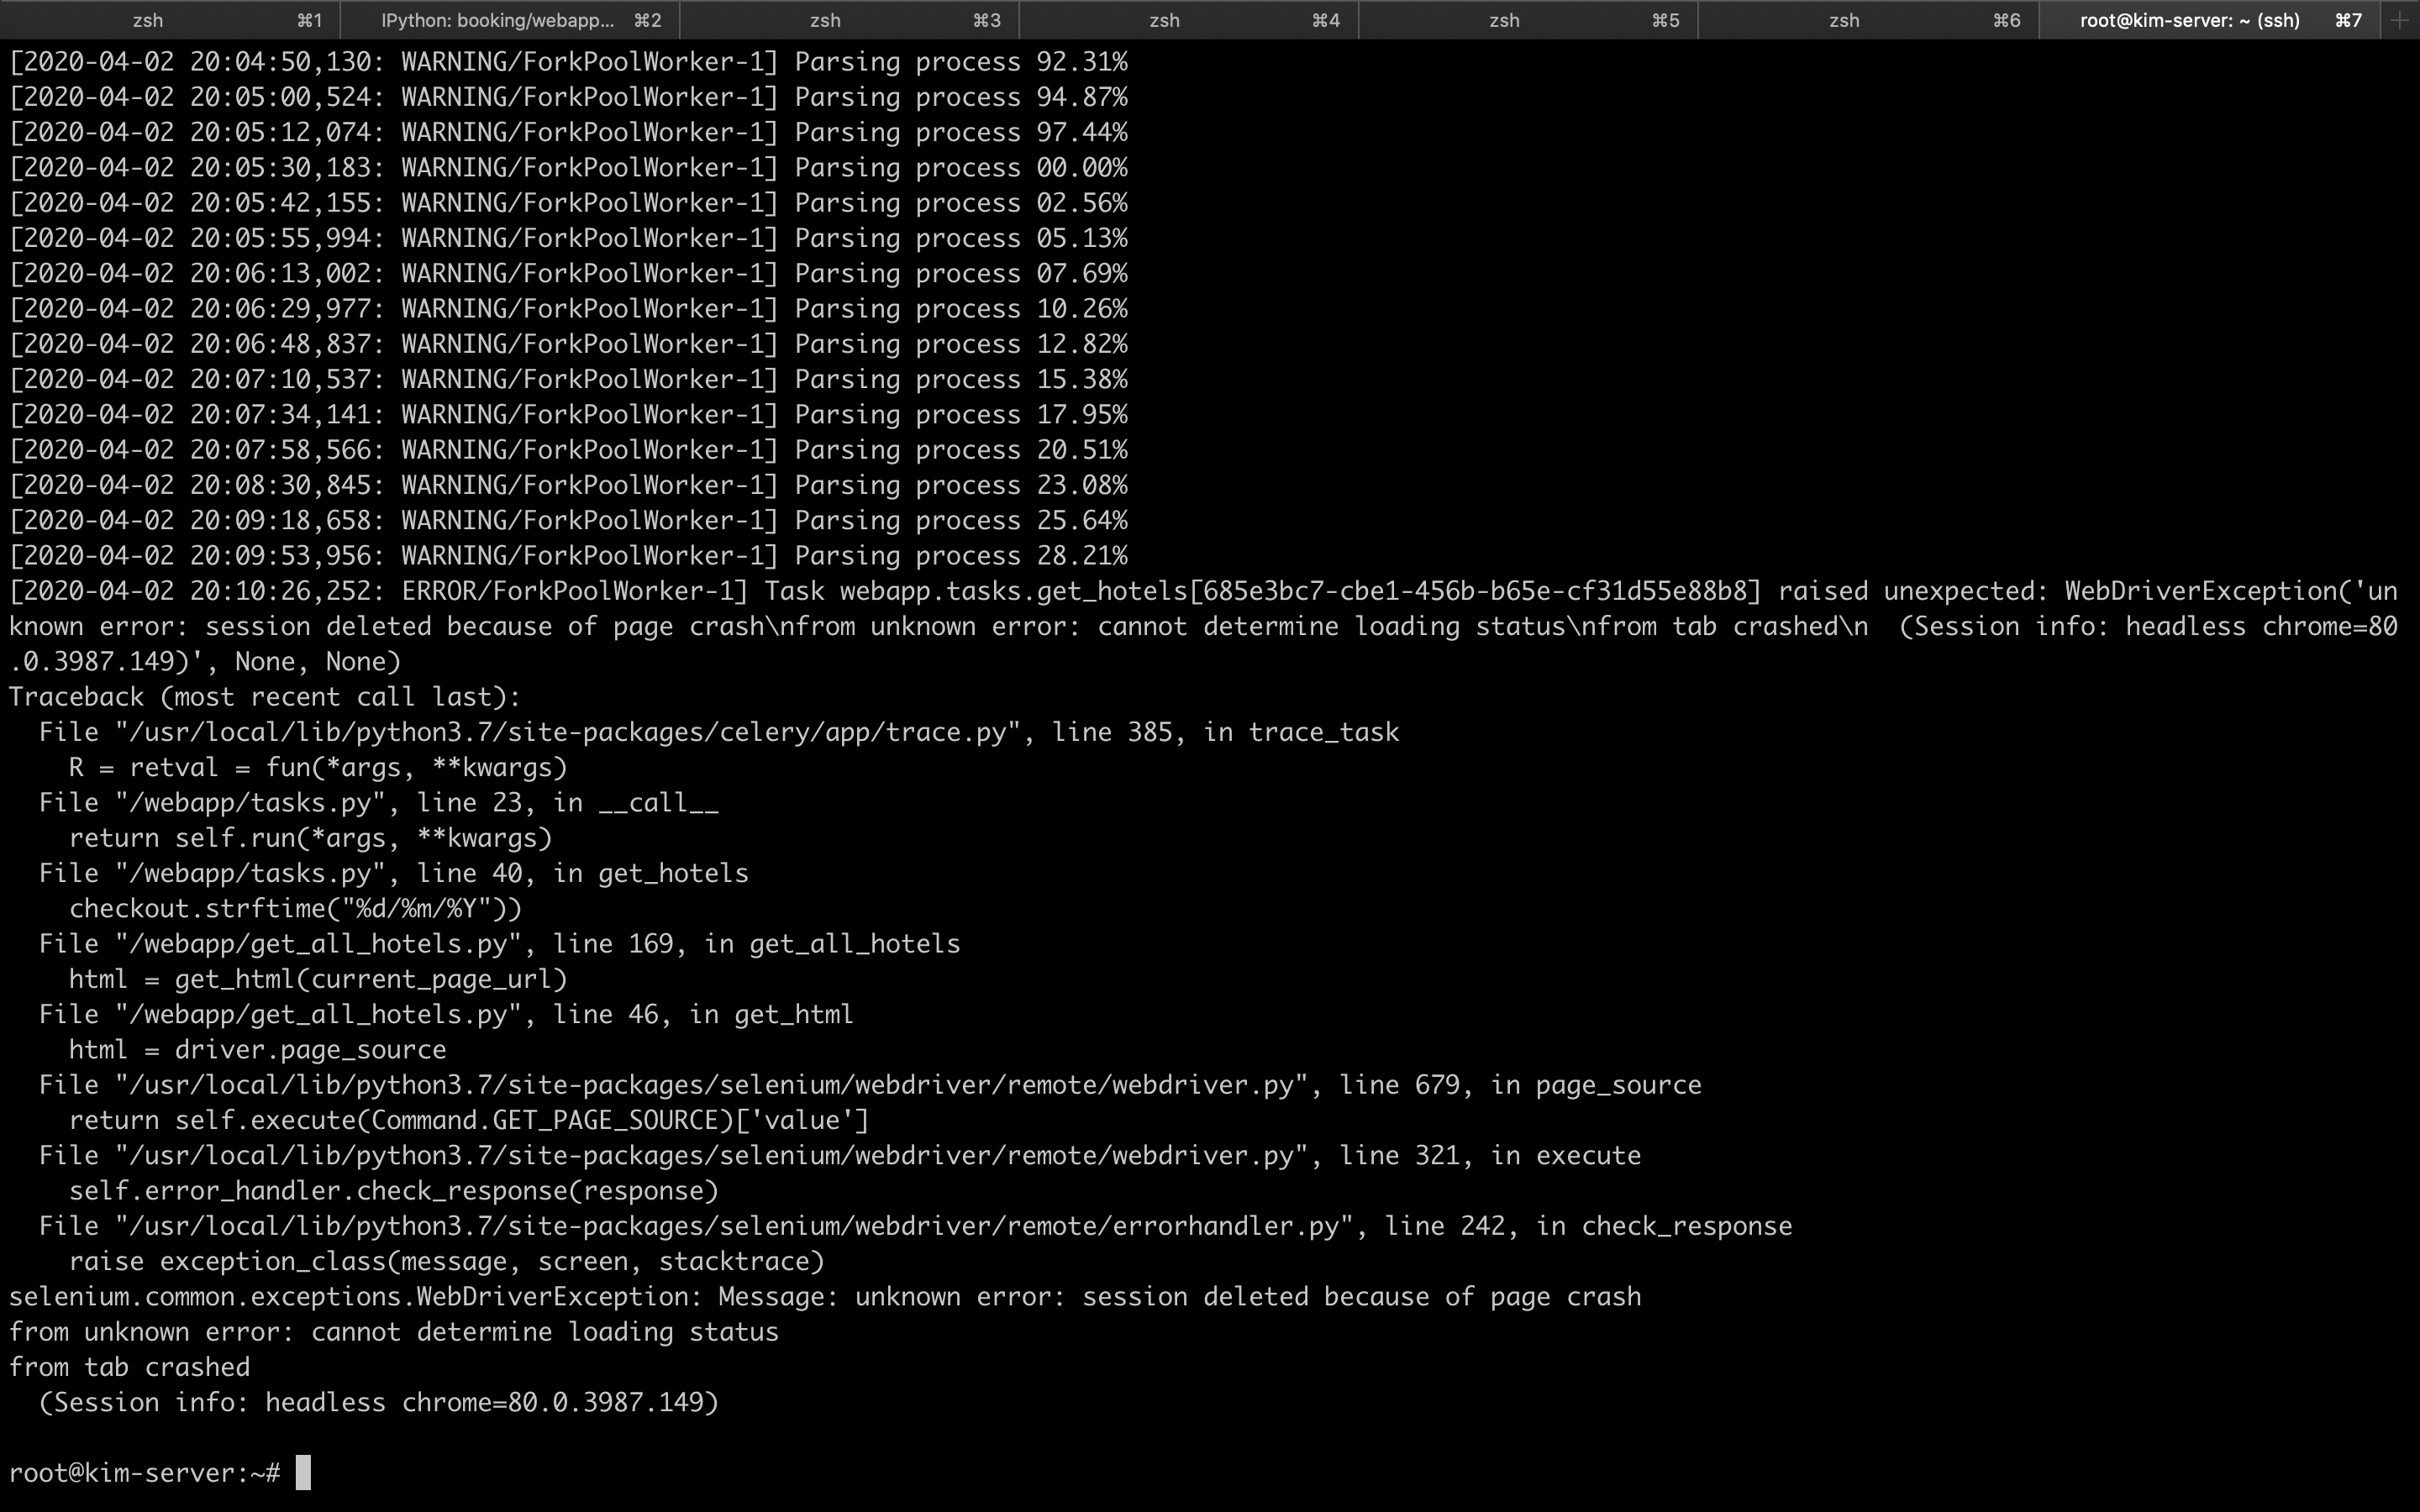 zsh ⌘1 IPython: booking/webapp... ⌘2 zsh ⌘3 zsh ⌘4 zsh ⌘5 zsh ⌘6 root@kim-server: ~ (ssh) ⌘7 +
[2020-04-02 20:04:50,130: WARNING/ForkPoolWorker-1] Parsing process 92.31%
[2020-04-02 20:05:00,524: WARNING/ForkPoolWorker-1] Parsing process 94.87%
[2020-04-02 20:05:12,074: WARNING/ForkPoolWorker-1] Parsing process 97.44%
[2020-04-02 20:05:30,183: WARNING/ForkPoolWorker-1] Parsing process 00.00%
[2020-04-02 20:05:42,155: WARNING/ForkPoolWorker-1] Parsing process 02.56%
[2020-04-02 20:05:55,994: WARNING/ForkPoolWorker-1] Parsing process 05.13%
[2020-04-02 20:06:13,002: WARNING/ForkPoolWorker-1] Parsing process 07.69%
[2020-04-02 20:06:29,977: WARNING/ForkPoolWorker-1] Parsing process 10.26%
[2020-04-02 20:06:48,837: WARNING/ForkPoolWorker-1] Parsing process 12.82%
[2020-04-02 20:07:10,537: WARNING/ForkPoolWorker-1] Parsing process 15.38%
[2020-04-02 20:07:34,141: WARNING/ForkPoolWorker-1] Parsing process 17.95%
[2020-04-02 20:07:58,566: WARNING/ForkPoolWorker-1] Parsing process 20.51%
[2020-04-02 20:08:30,845: WARNING/ForkPoolWorker-1] Parsing process 23.08%
[2020-04-02 20:09:18,658: WARNING/ForkPoolWorker-1] Parsing process 25.64%
[2020-04-02 20:09:53,956: WARNING/ForkPoolWorker-1] Parsing process 28.21%
[2020-04-02 20:10:26,252: ERROR/ForkPoolWorker-1] Task webapp.tasks.get_hotels[685e3bc7-cbe1-456b-b65e-cf31d55e88b8] raised unexpected: WebDriverException('un
known error: session deleted because of page crash\nfrom unknown error: cannot determine loading status\nfrom tab crashed\n  (Session info: headless chrome=80
.0.3987.149)', None, None)
Traceback (most recent call last):
  File "/usr/local/lib/python3.7/site-packages/celery/app/trace.py", line 385, in trace_task
    R = retval = fun(*args, **kwargs)
  File "/webapp/tasks.py", line 23, in __call__
    return self.run(*args, **kwargs)
  File "/webapp/tasks.py", line 40, in get_hotels
    checkout.strftime("%d/%m/%Y"))
  File "/webapp/get_all_hotels.py", line 169, in get_all_hotels
    html = get_html(current_page_url)
  File "/webapp/get_all_hotels.py", line 46, in get_html
    html = driver.page_source
  File "/usr/local/lib/python3.7/site-packages/selenium/webdriver/remote/webdriver.py", line 679, in page_source
    return self.execute(Command.GET_PAGE_SOURCE)['value']
  File "/usr/local/lib/python3.7/site-packages/selenium/webdriver/remote/webdriver.py", line 321, in execute
    self.error_handler.check_response(response)
  File "/usr/local/lib/python3.7/site-packages/selenium/webdriver/remote/errorhandler.py", line 242, in check_response
    raise exception_class(message, screen, stacktrace)
selenium.common.exceptions.WebDriverException: Message: unknown error: session deleted because of page crash
from unknown error: cannot determine loading status
from tab crashed
  (Session info: headless chrome=80.0.3987.149)
root@kim-server:~#